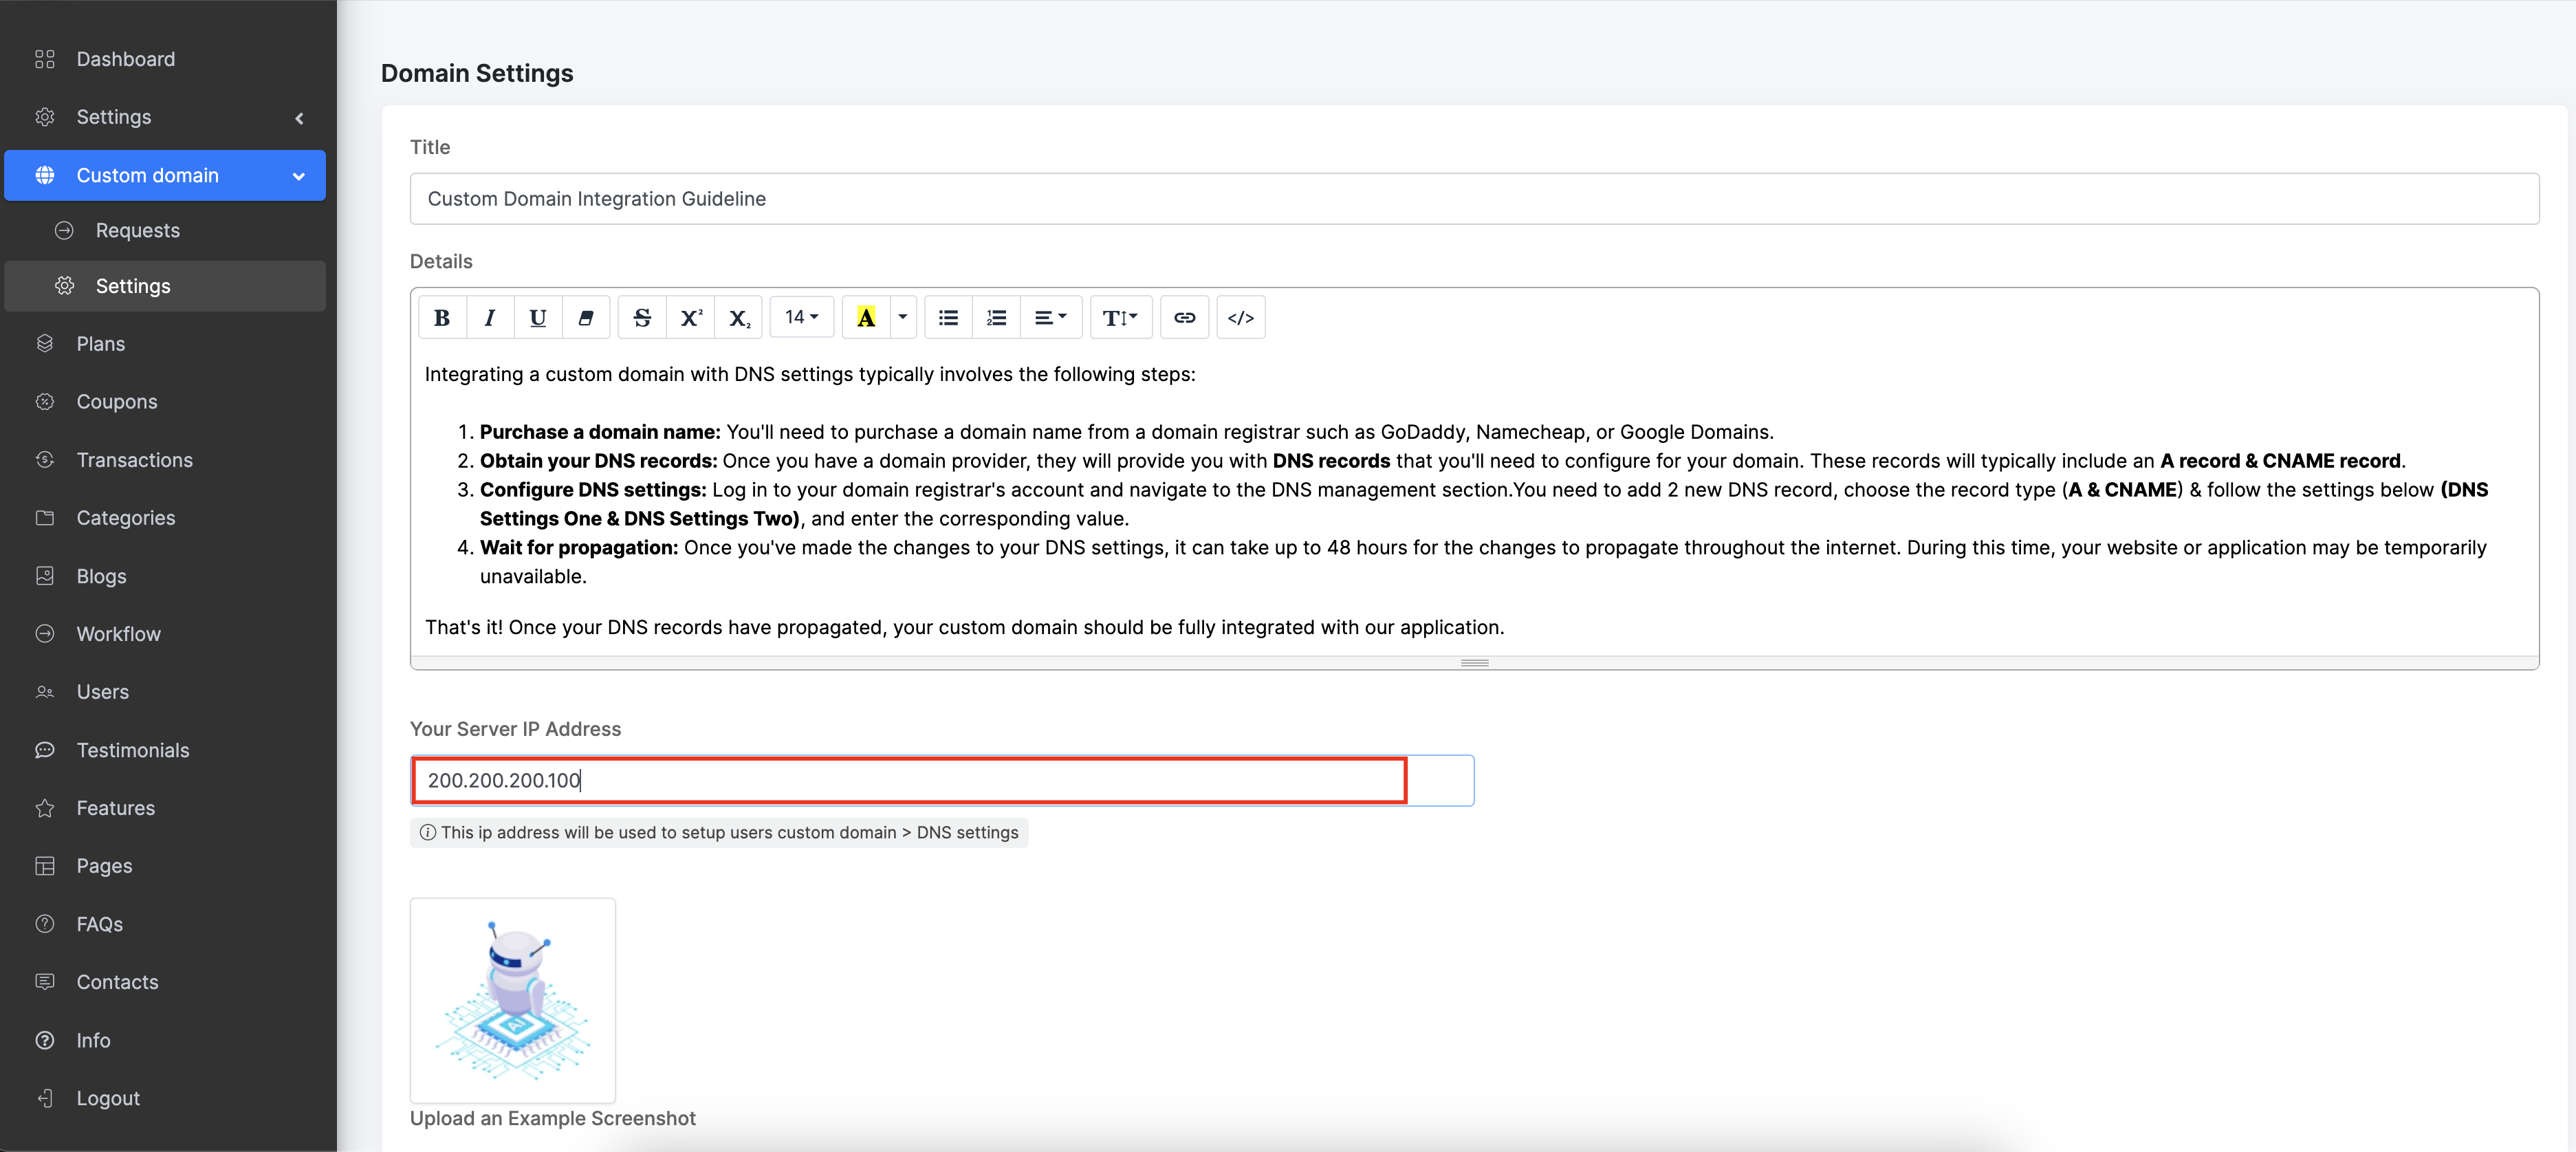 Dashboard
Settings
Custom domain
Requests
Settings
Plans
Coupons
Transactions
Categories
Blogs
Workflow
Users
Testimonials
Features
Pages
FAQs
Contacts
Info
Logout
Domain Settings
Title
Custom Domain Integration Guideline
Details
B I U S X² X₂ 14 A T </>
Integrating a custom domain with DNS settings typically involves the following steps:
1. Purchase a domain name: You'll need to purchase a domain name from a domain registrar such as GoDaddy, Namecheap, or Google Domains.
2. Obtain your DNS records: Once you have a domain provider, they will provide you with DNS records that you'll need to configure for your domain. These records will typically include an A record & CNAME record.
3. Configure DNS settings: Log in to your domain registrar's account and navigate to the DNS management section.You need to add 2 new DNS record, choose the record type (A & CNAME) & follow the settings below (DNS
Settings One & DNS Settings Two), and enter the corresponding value.
4. Wait for propagation: Once you've made the changes to your DNS settings, it can take up to 48 hours for the changes to propagate throughout the internet. During this time, your website or application may be temporarily
unavailable.
That's it! Once your DNS records have propagated, your custom domain should be fully integrated with our application.
Your Server IP Address
200.200.200.100
This ip address will be used to setup users custom domain > DNS settings
AI
Upload an Example Screenshot